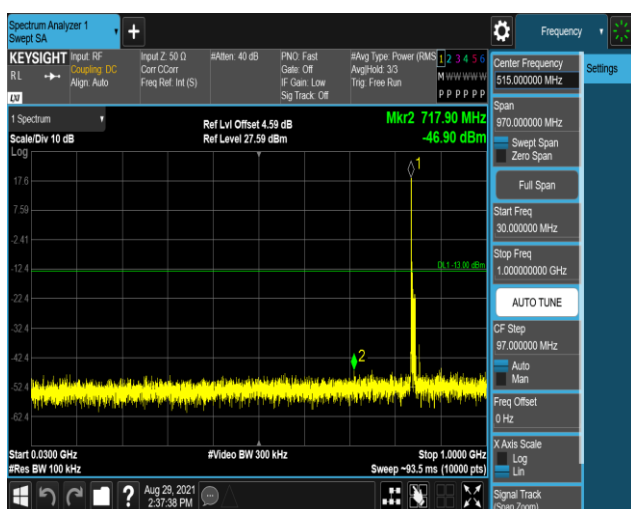 Spectrum Analyzer 1
Swept SA
+
Frequency
KEYSIGHT
RL
Input: RF
Coupling: DC
Align: Auto
Input Z: 50 Ω
Corr CCorr
Freq Ref: Int (S)
#Atten: 40 dB
PNO: Fast
Gate: Off
IF Gain: Low
Sig Track: Off
#Avg Type: Power (RMS
Avg|Hold: 3/3
Trig: Free Run
1 2 3 4 5 6
M W W W W W
P P P P P P
LXI
1 Spectrum
Scale/Div 10 dB
Log
Ref Lvl Offset 4.59 dB
Ref Level 27.59 dBm
Mkr2 717.90 MHz
-46.90 dBm
17.6
7.59
-2.41
-12.4
-22.4
-32.4
-42.4
-52.4
-62.4
1
DL1 -13.00 dBm
2
Start 0.0300 GHz
#Res BW 100 kHz
#Video BW 300 kHz
Stop 1.0000 GHz
Sweep ~93.5 ms (10000 pts)
?
Aug 29, 2021
2:37:38 PM
Center Frequency
515.000000 MHz
Settings
Span
970.000000 MHz
Swept Span
Zero Span
Full Span
Start Freq
30.000000 MHz
Stop Freq
1.000000000 GHz
AUTO TUNE
CF Step
97.000000 MHz
Auto
Man
Freq Offset
0 Hz
X Axis Scale
Log
Lin
Signal Track
(Span Zoom)